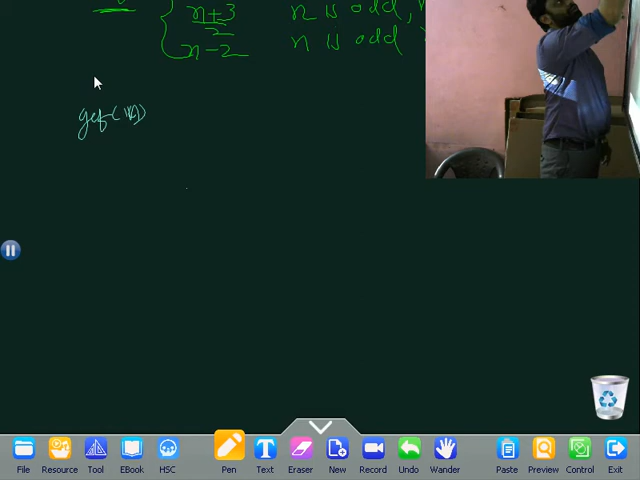 { n+3/2 n is odd,
n-2 n is odd
File Resource Tool EBook HSC Pen Text Eraser New Record Undo Wander Paste Preview Control Exit